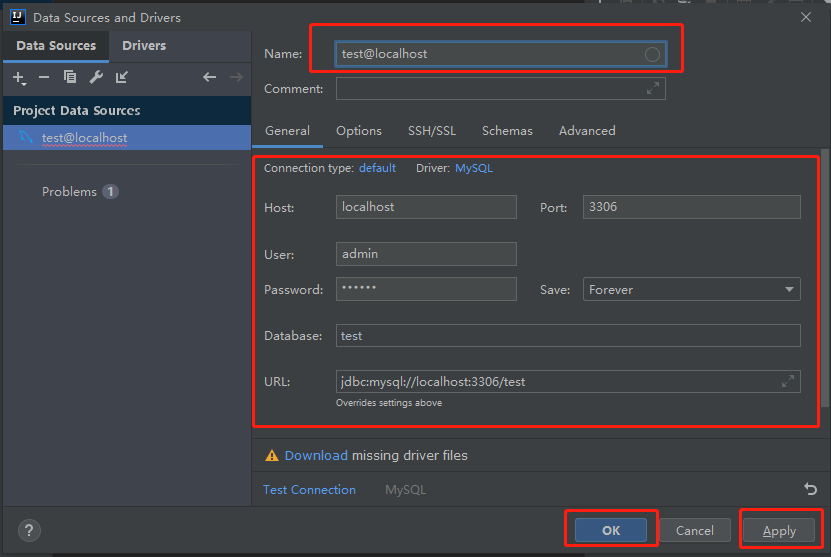 IJ Data Sources and Drivers
Data Sources Drivers
Project Data Sources
test@localhost
Problems 1
Name: test@localhost
Comment:
General Options SSH/SSL Schemas Advanced
Connection type: default Driver: MySQL
Host: localhost Port: 3306
User: admin
Password: •••••• Save: Forever
Database: test
URL: jdbc:mysql://localhost:3306/test
Overrides settings above
Download missing driver files
Test Connection MySQL
? OK Cancel Apply